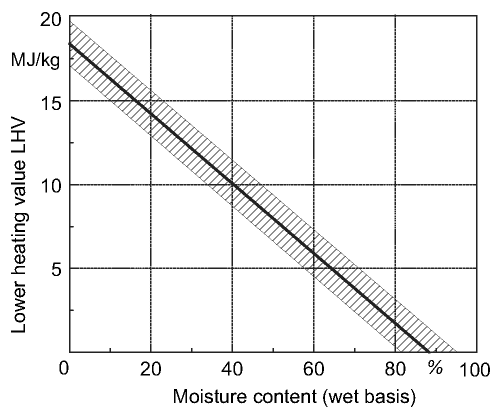 20
MJ/kg
15
10
5
Lower heating value LHV
0 20 40 60 80 % 100
Moisture content (wet basis)